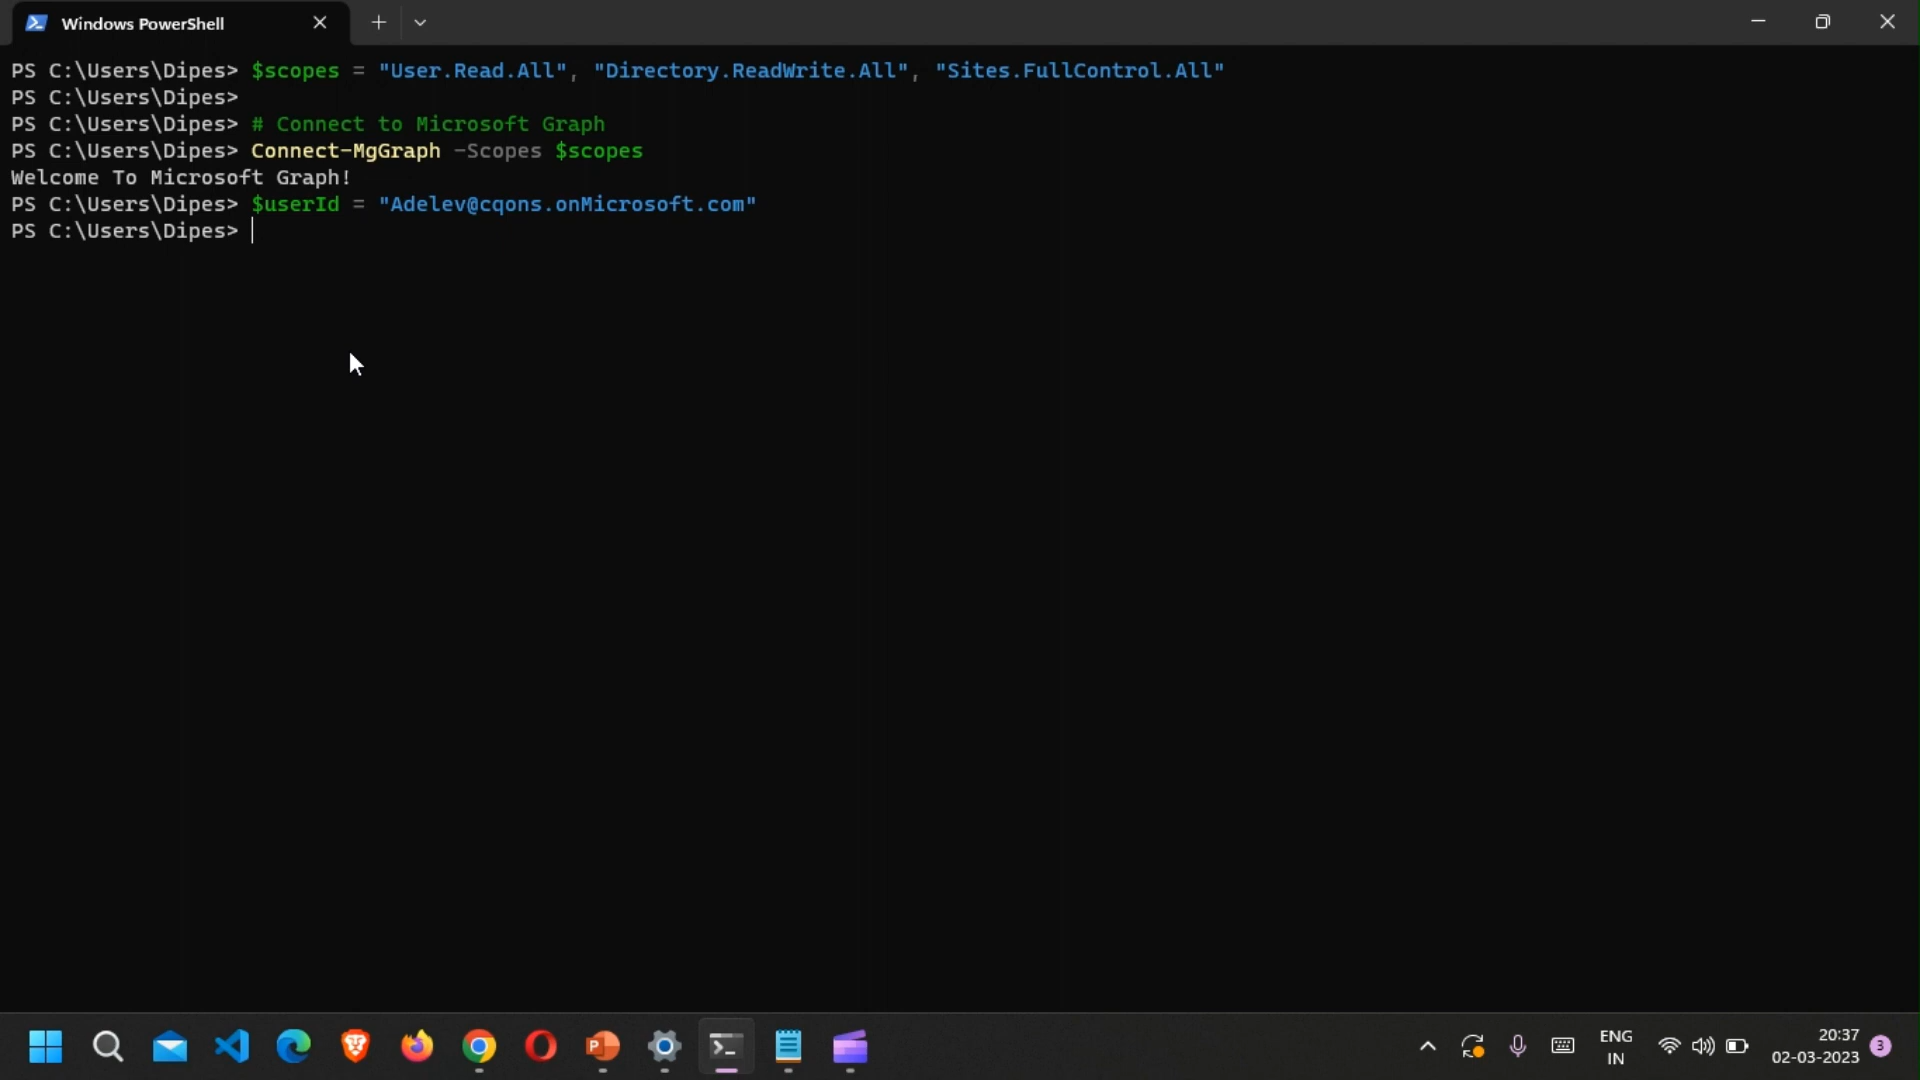 Windows PowerShell
PS C:\Users\Dipes> $scopes = "User.Read.All", "Directory.ReadWrite.All", "Sites.FullControl.All"
PS C:\Users\Dipes>
PS C:\Users\Dipes> # Connect to Microsoft Graph
PS C:\Users\Dipes> Connect-MgGraph -Scopes $scopes
Welcome To Microsoft Graph!
PS C:\Users\Dipes> $userId = "Adelev@cqons.onMicrosoft.com"
PS C:\Users\Dipes>
ENG
IN
20:37
02-03-2023
3